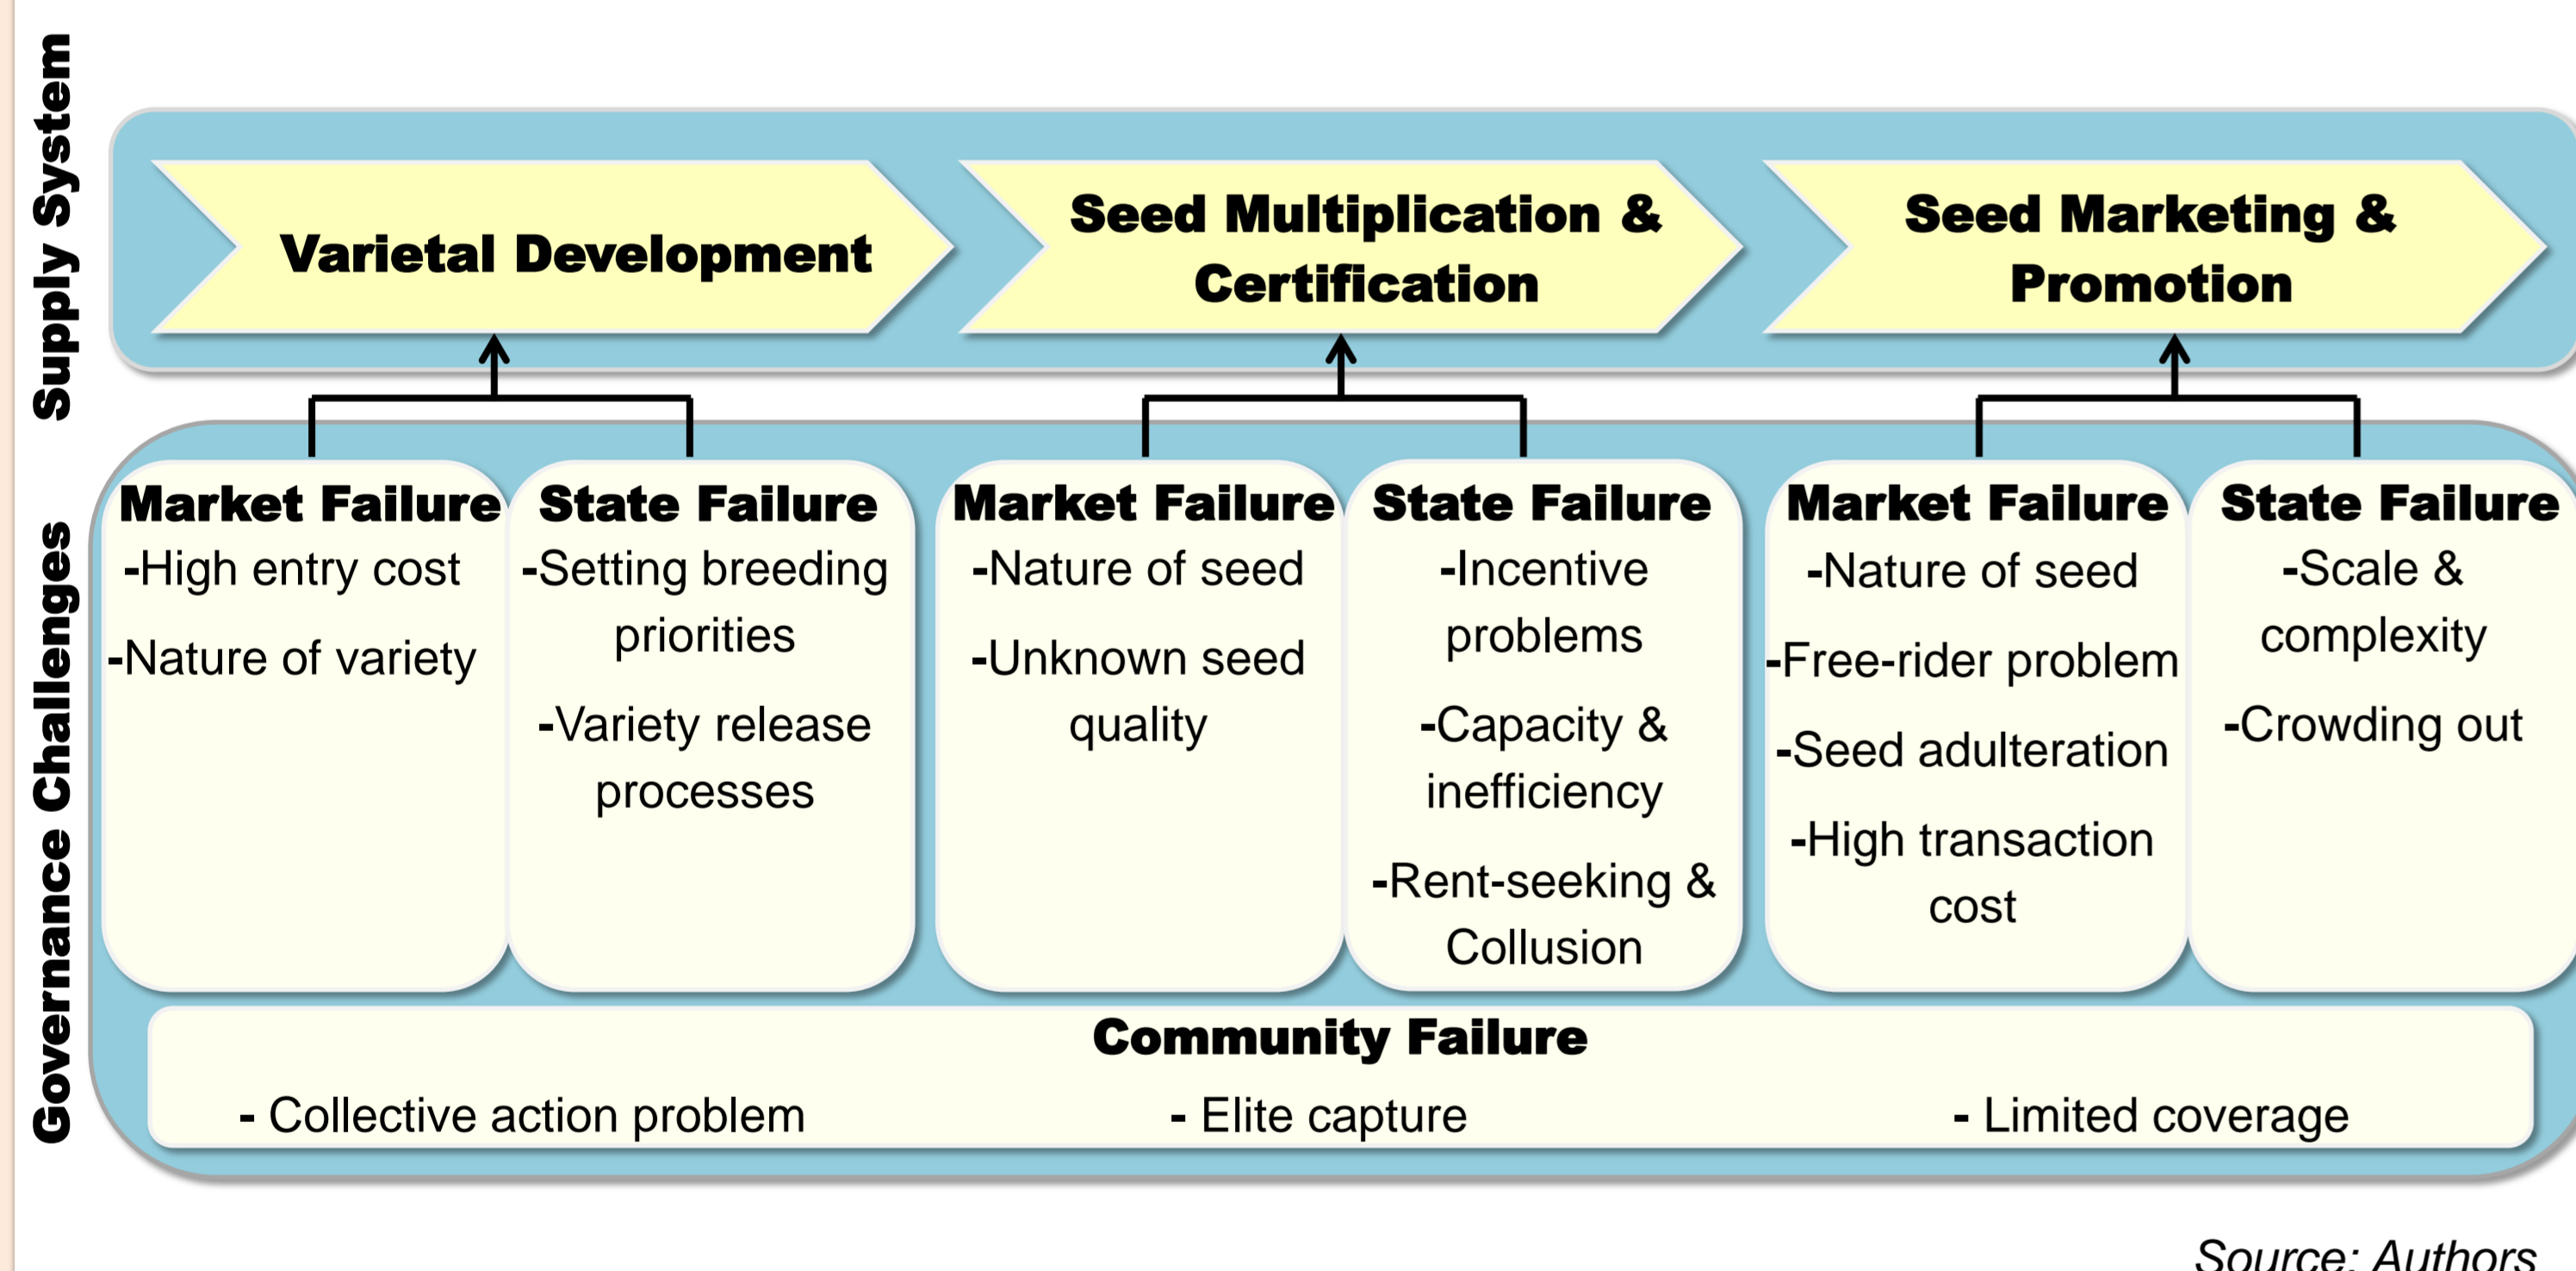 Supply System
Varietal Development
Seed Multiplication &
Certification
Seed Marketing &
Promotion
Governance Challenges
Market Failure
-High entry cost
-Nature of variety
State Failure
-Setting breeding
priorities
-Variety release
processes
Market Failure
-Nature of seed
-Unknown seed
quality
State Failure
-Incentive
problems
-Capacity &
inefficiency
-Rent-seeking &
Collusion
Market Failure
-Nature of seed
-Free-rider problem
-Seed adulteration
-High transaction
cost
State Failure
-Scale &
complexity
-Crowding out
Community Failure
- Collective action problem
- Elite capture
- Limited coverage
Source: Authors